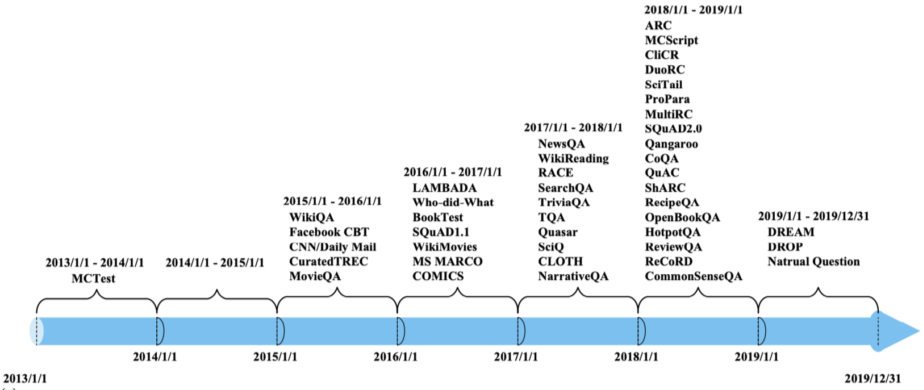 2013/1/1 - 2014/1/1
MCTest
2014/1/1 - 2015/1/1
2015/1/1 - 2016/1/1
WikiQA
Facebook CBT
CNN/Daily Mail
CuratedTREC
MovieQA
2016/1/1 - 2017/1/1
LAMBADA
Who-did-What
BookTest
SQuAD1.1
WikiMovies
MS MARCO
COMICS
2017/1/1 - 2018/1/1
NewsQA
WikiReading
RACE
SearchQA
TriviaQA
TQA
Quasar
SciQ
CLOTH
NarrativeQA
2018/1/1 - 2019/1/1
ARC
MCScript
CliCR
DuoRC
SciTail
ProPara
MultiRC
SQuAD2.0
Qangaroo
CoQA
QuAC
ShARC
RecipeQA
OpenBookQA
HotpotQA
ReviewQA
ReCoRD
CommonSenseQA
2019/1/1 - 2019/12/31
DREAM
DROP
Natrual Question
2014/1/1
2015/1/1
2016/1/1
2017/1/1
2018/1/1
2019/1/1
2013/1/1
2019/12/31